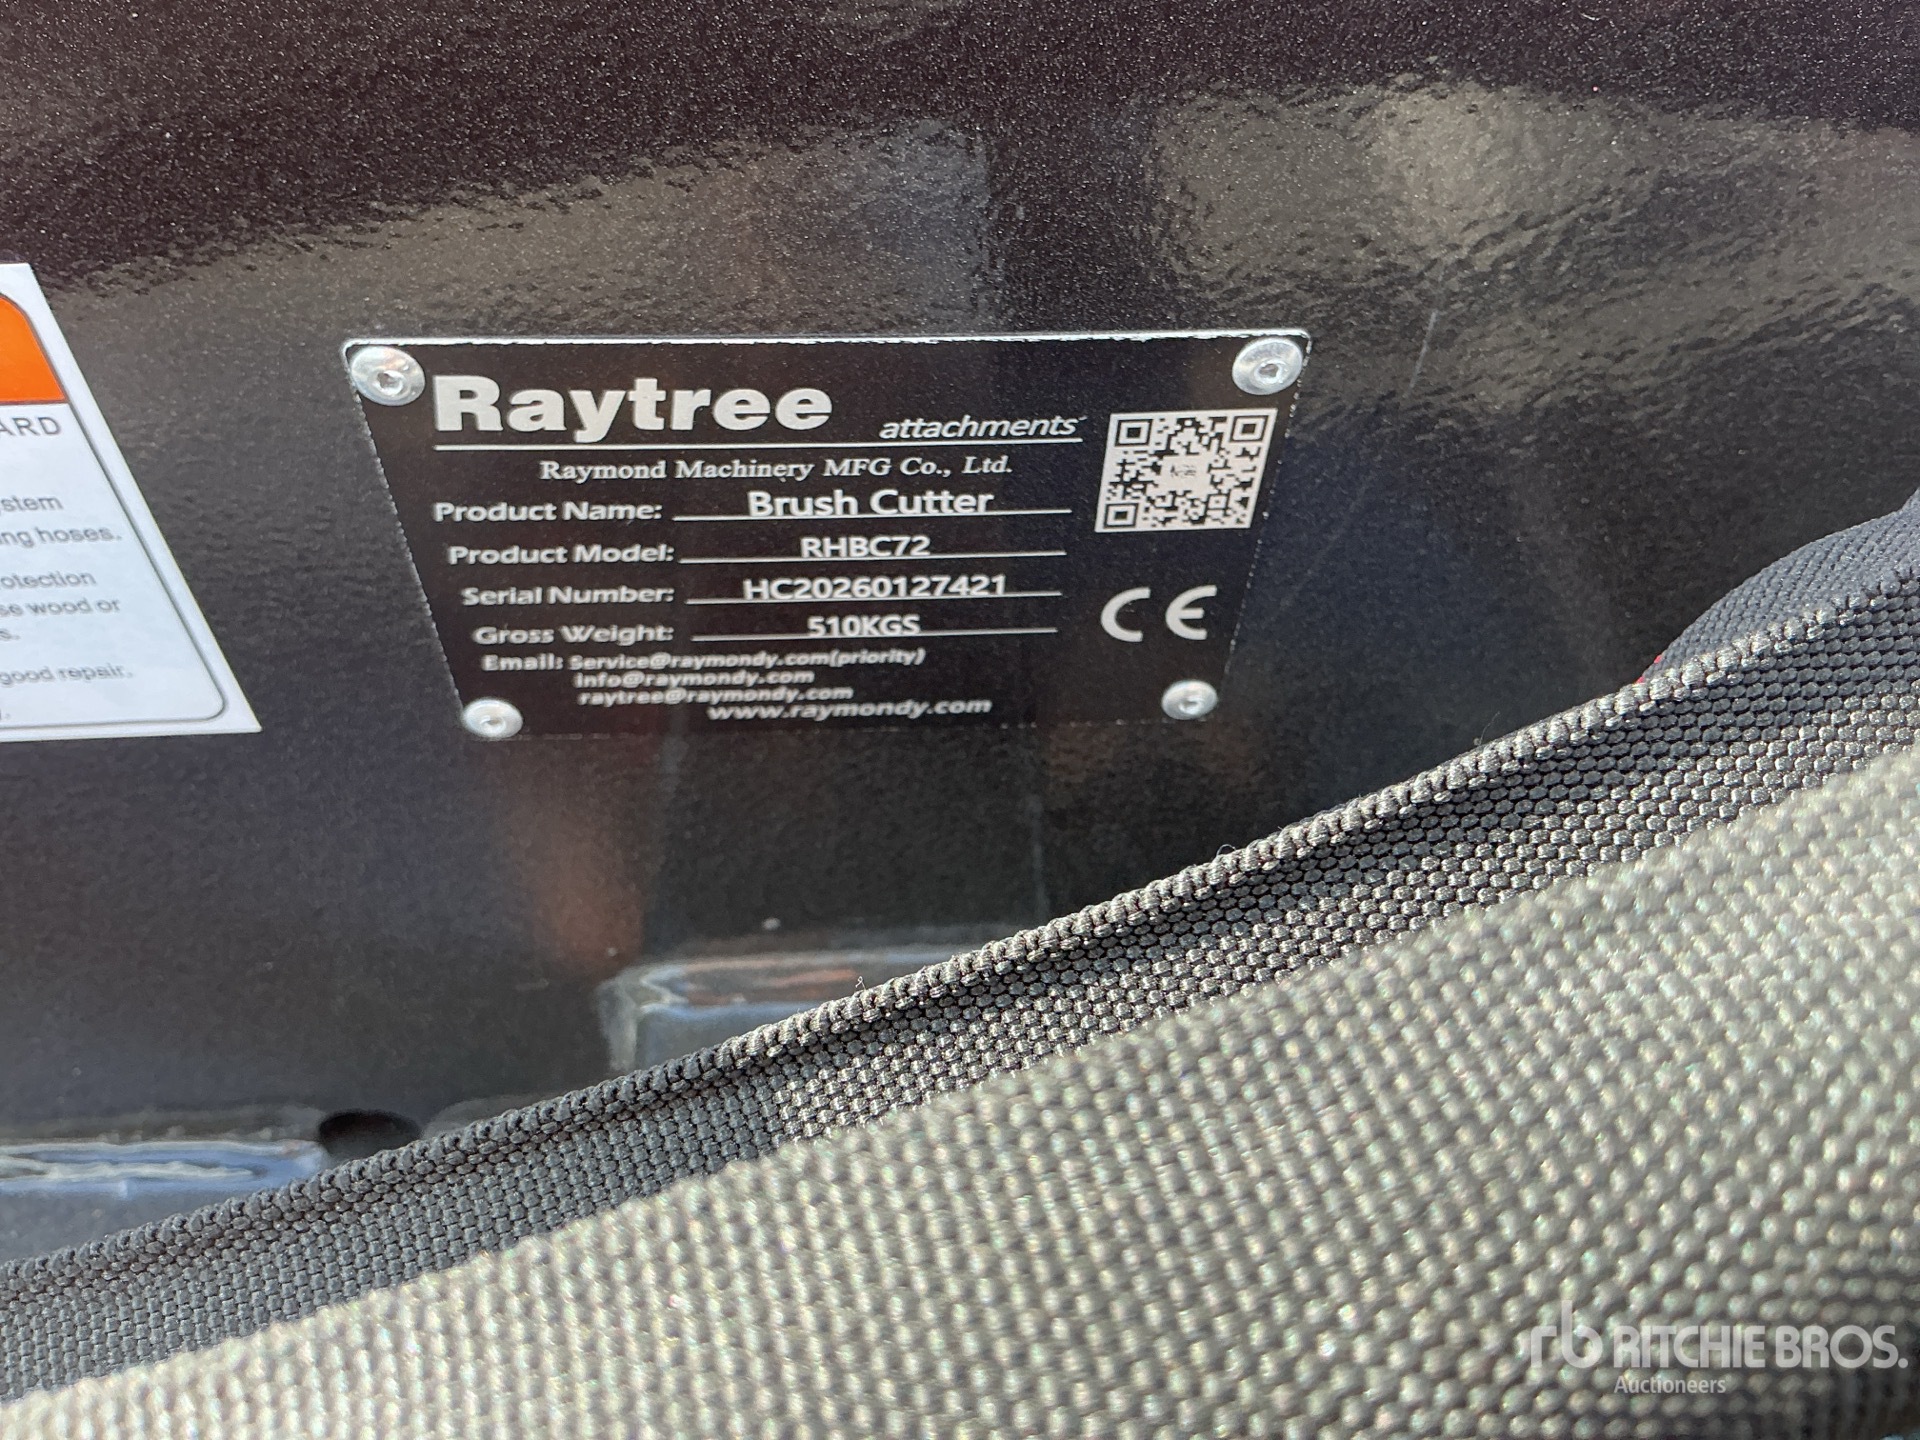 ARD
stem
ng hoses.
otection
se wood or
s.
good repair.
Raytree
attachments
Raymond Machinery MFG Co., Ltd.
Product Name: Brush Cutter
Product Model: RHBC72
Serial Number: HC20260127421
Gross Weight: 510KGS
Email: Service@raymondy.com(priority)
info@raymondy.com
raytree@raymondy.com
www.raymondy.com
CE
rb RITCHIE BROS.
Auctioneers